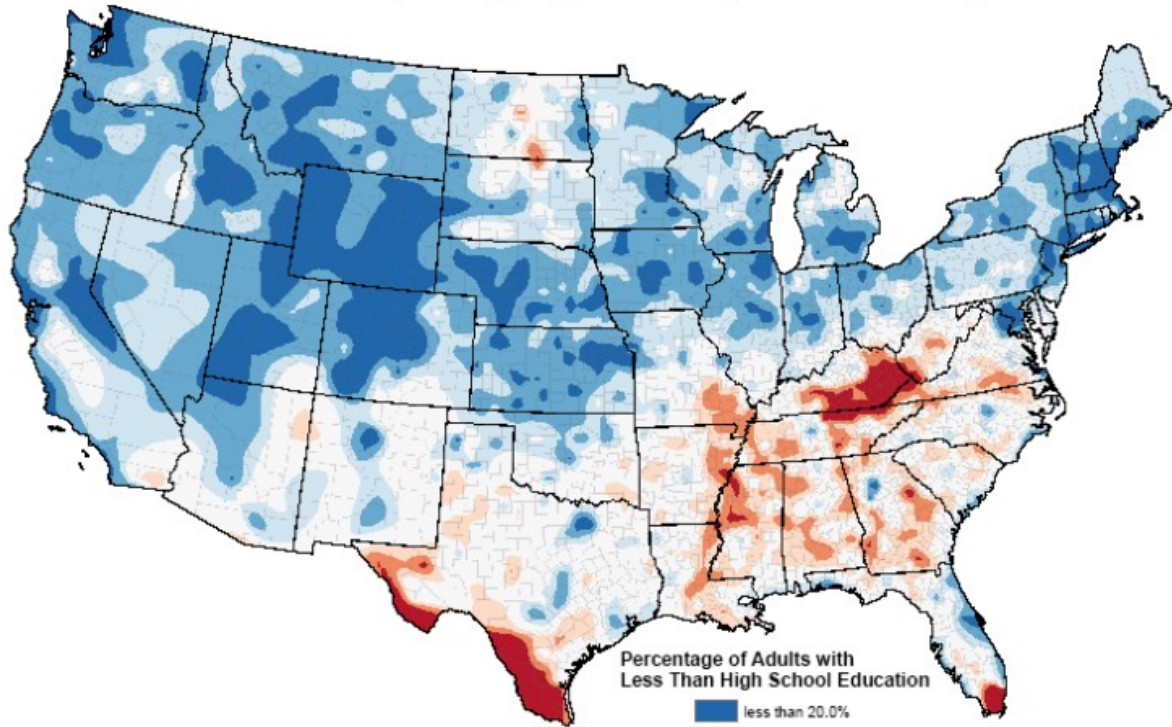 Percentage of Adults with
Less Than High School Education
less than 20.0%